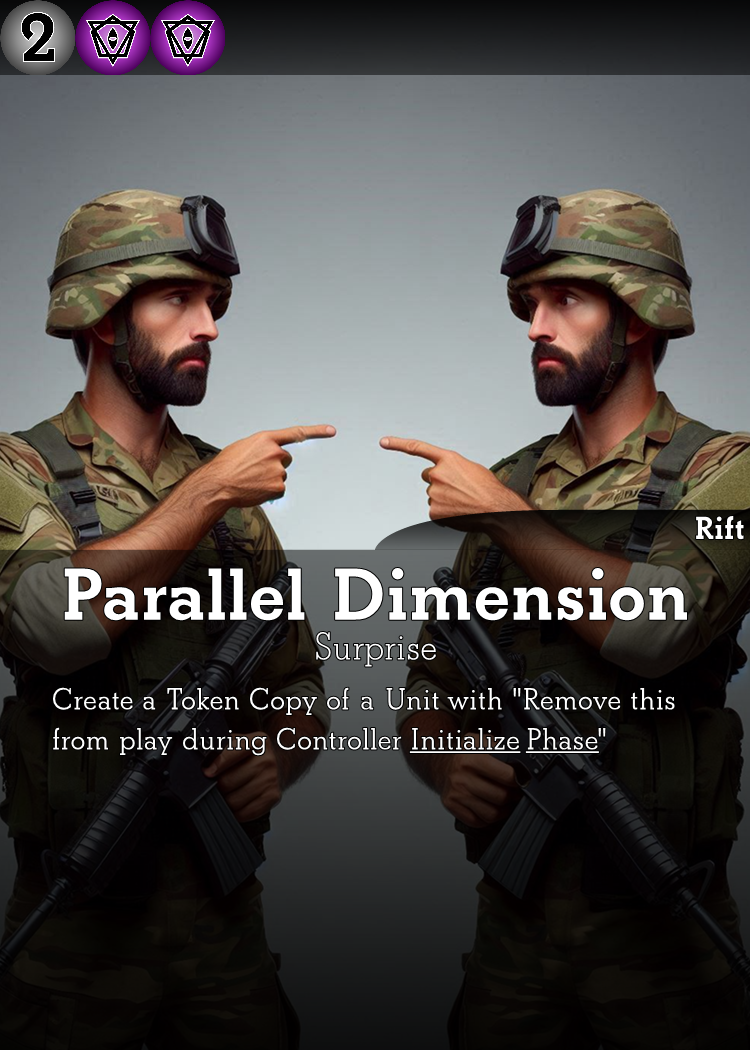 2
Rift
Parallel Dimension
Surprise
Create a Token Copy of a Unit with "Remove this
from play during Controller Initialize Phase"